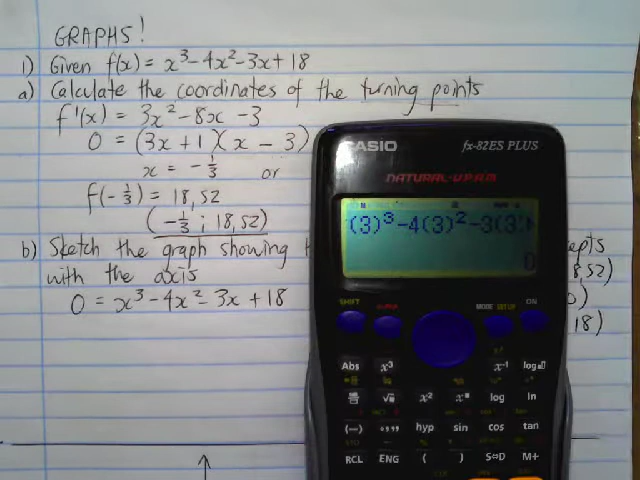 GRAPHS!
1) Given f(x) = x³-4x²-3x+18
a) Calculate the coordinates of the turning points
f'(x) = 3x²-8x-3
0 = (3x+1)(x-3)
x = -1/3 or
f(-1/3) = 18,52
(-1/3; 18,52)
b) Sketch the graph showing
with the axis
0 = x³-4x²-3x+18
epts
8,52)
)
18)
CASIO
fx-82ES PLUS
NATURAL-V.P.A.M.
(3)³-4(3)²-3(3)
0
SHIFT ALPHA MODE SETUP ON
Abs x³ x⁻¹ log
x² log ln
(-) hyp sin cos tan
RCL ENG ( ) S⇔D M+